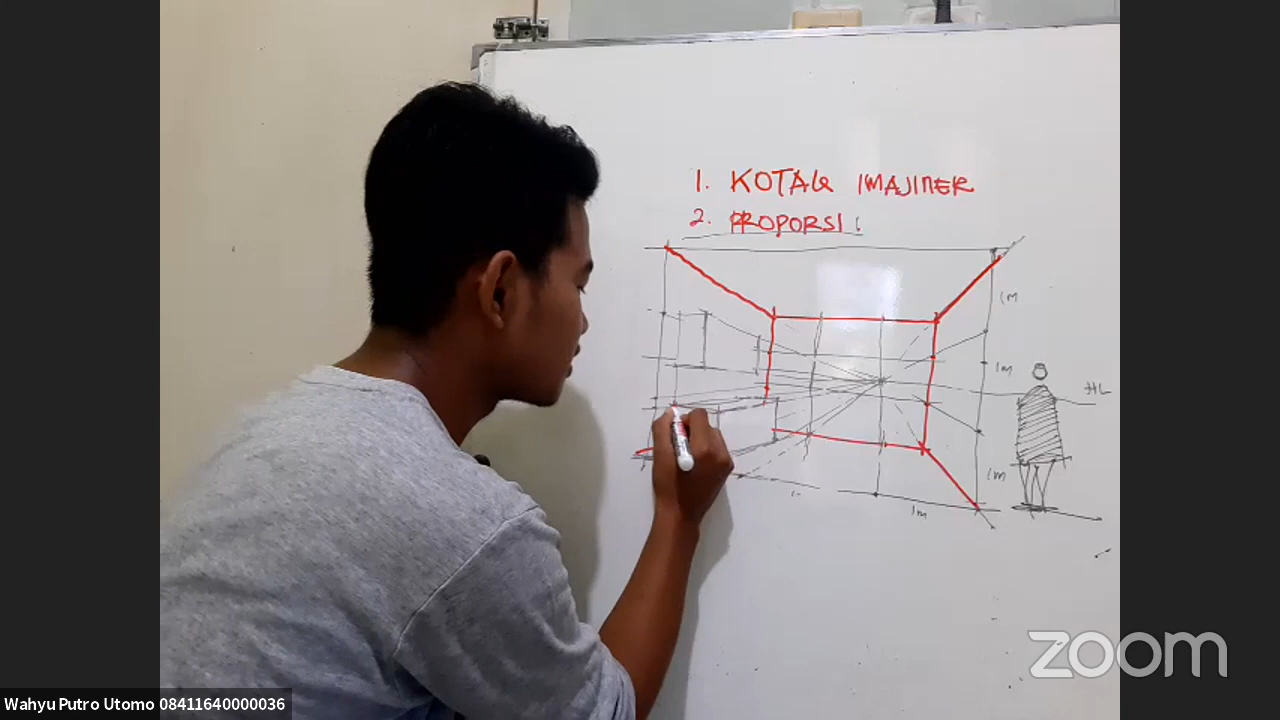 1. KOTAK IMAJINER
2. PROPORSI :
1M
1M
HL
1M
1M
zoom
Wahyu Putro Utomo 08411640000036